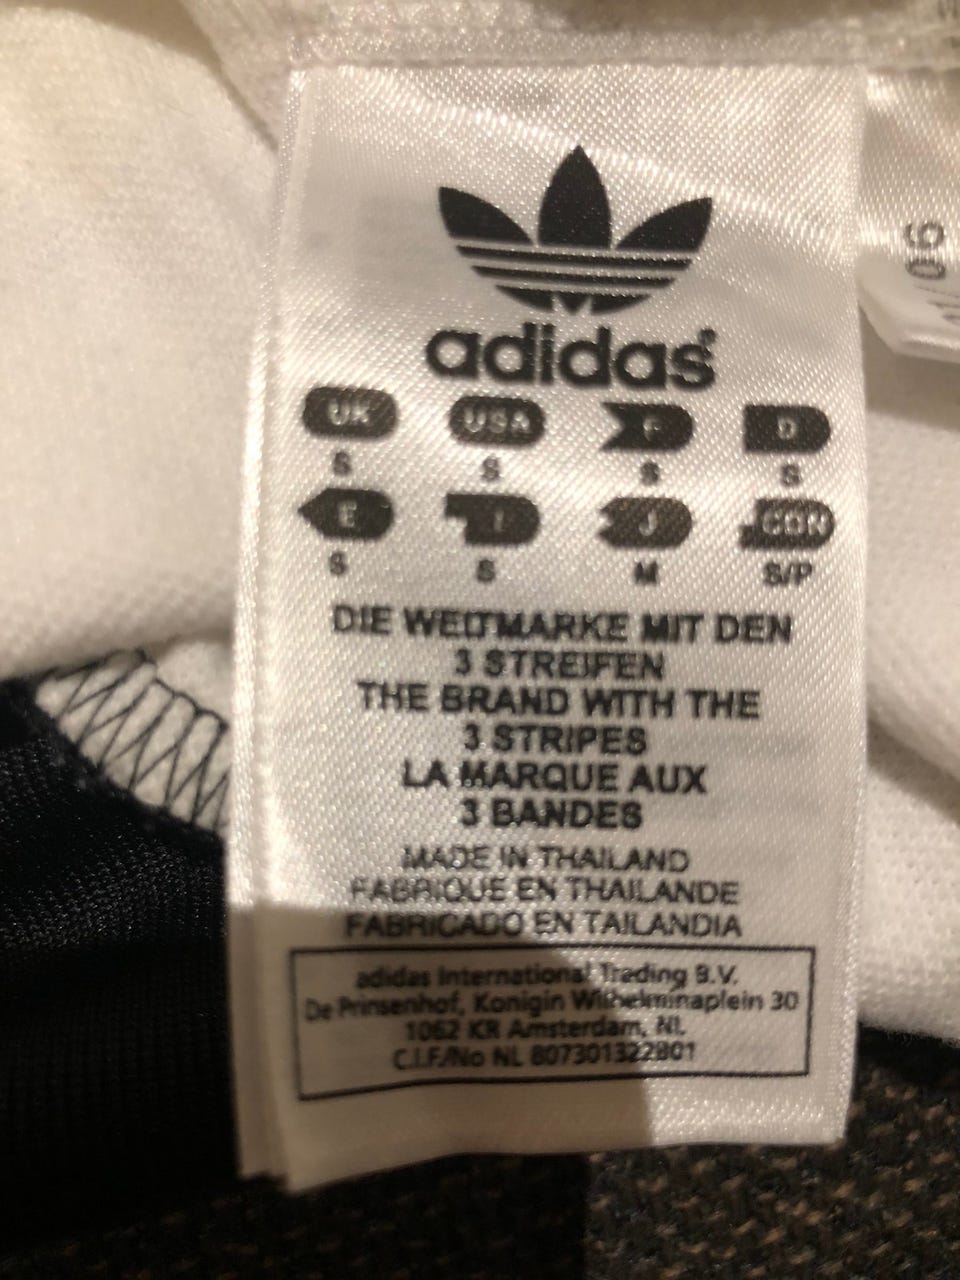 adidas
UK USA F D
S S S S
E I J CDN
S S M S/P
DIE WELTMARKE MIT DEN
3 STREIFEN
THE BRAND WITH THE
3 STRIPES
LA MARQUE AUX
3 BANDES
MADE IN THAILAND
FABRIQUE EN THAILANDE
FABRICADO EN TAILANDIA
adidas International Trading B.V.
De Prinsenhof, Konigin Wilhelminaplein 30
1062 KR Amsterdam, NL
C.I.F./No NL 807301322B01
06